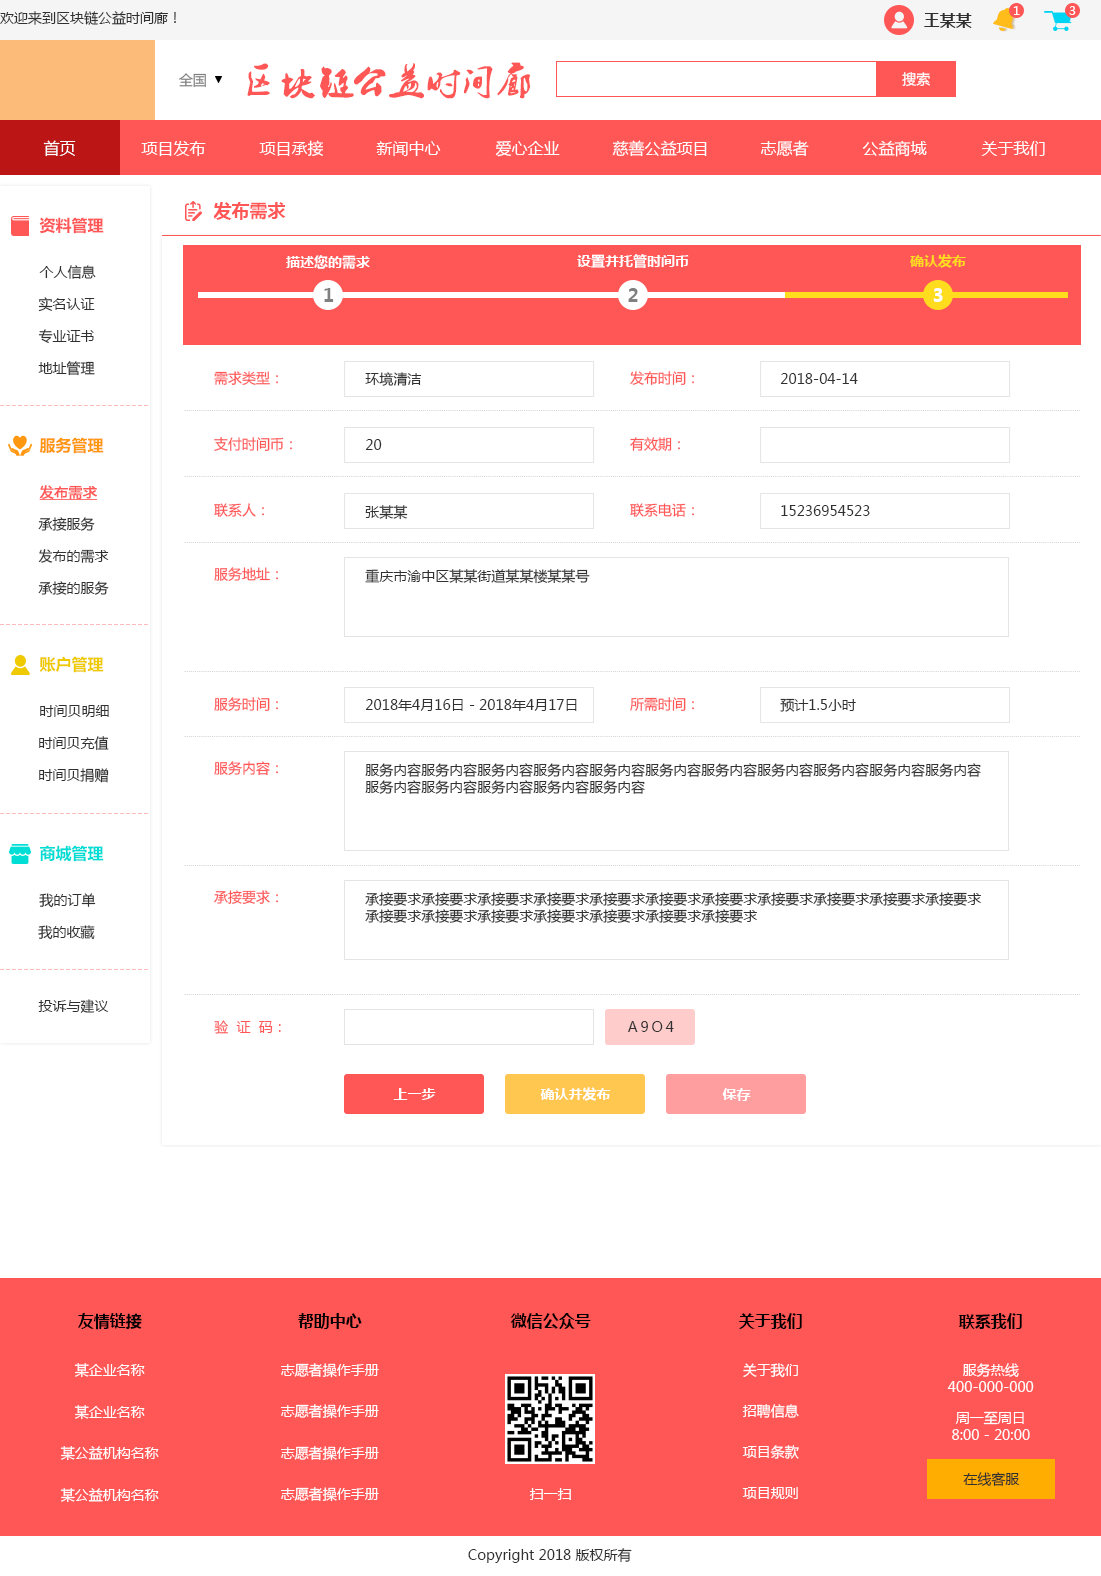 欢迎来到区块链公益时间廊！
王某某
1
3
全国 ▼
区块链公益时间廊
搜索
首页 项目发布 项目承接 新闻中心 爱心企业 慈善公益项目 志愿者 公益商城 关于我们
资料管理
个人信息
实名认证
专业证书
地址管理
服务管理
发布需求
承接服务
发布的需求
承接的服务
账户管理
时间贝明细
时间贝充值
时间贝捐赠
商城管理
我的订单
我的收藏
投诉与建议
发布需求
描述您的需求 设置并托管时间币 确认发布
1 2 3
需求类型： 环境清洁 发布时间： 2018-04-14
支付时间币： 20 有效期：
联系人： 张某某 联系电话： 15236954523
服务地址： 重庆市渝中区某某街道某某楼某某号
服务时间： 2018年4月16日 - 2018年4月17日 所需时间： 预计1.5小时
服务内容： 服务内容服务内容服务内容服务内容服务内容服务内容服务内容服务内容服务内容服务内容服务内容
服务内容服务内容服务内容服务内容服务内容
承接要求： 承接要求承接要求承接要求承接要求承接要求承接要求承接要求承接要求承接要求承接要求承接要求
承接要求承接要求承接要求承接要求承接要求承接要求承接要求
验 证 码： A9O4
上一步 确认并发布 保存
友情链接
某企业名称
某企业名称
某公益机构名称
某公益机构名称
帮助中心
志愿者操作手册
志愿者操作手册
志愿者操作手册
志愿者操作手册
微信公众号
扫一扫
关于我们
关于我们
招聘信息
项目条款
项目规则
联系我们
服务热线
400-000-000
周一至周日
8:00 - 20:00
在线客服
Copyright 2018 版权所有